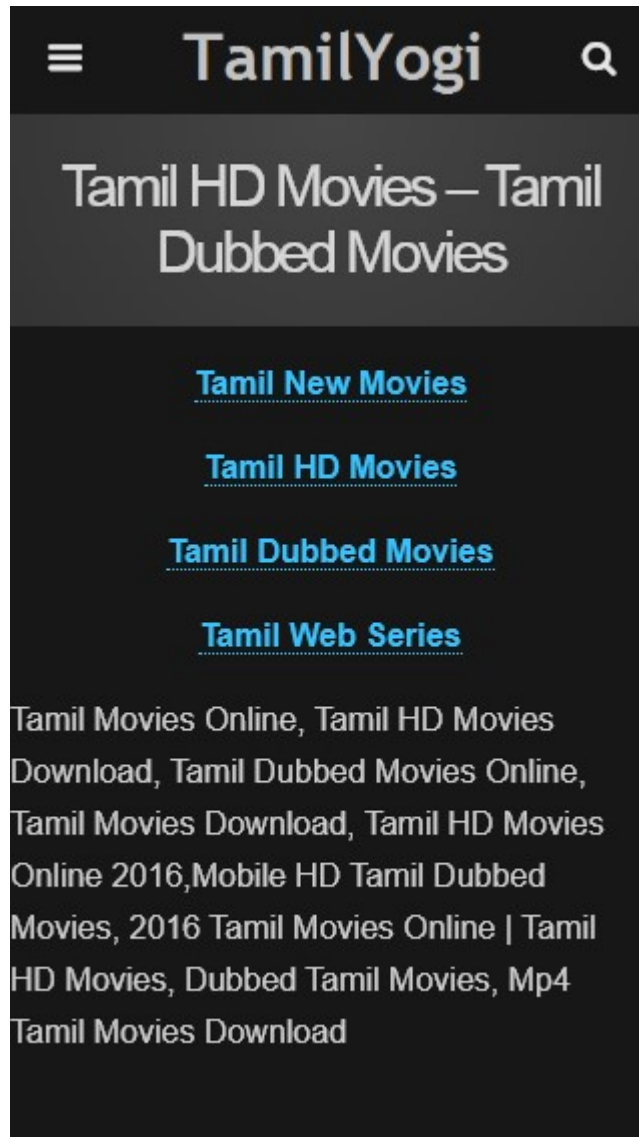 TamilYogi
Tamil HD Movies – Tamil
Dubbed Movies
Tamil New Movies
Tamil HD Movies
Tamil Dubbed Movies
Tamil Web Series
Tamil Movies Online, Tamil HD Movies
Download, Tamil Dubbed Movies Online,
Tamil Movies Download, Tamil HD Movies
Online 2016,Mobile HD Tamil Dubbed
Movies, 2016 Tamil Movies Online | Tamil
HD Movies, Dubbed Tamil Movies, Mp4
Tamil Movies Download